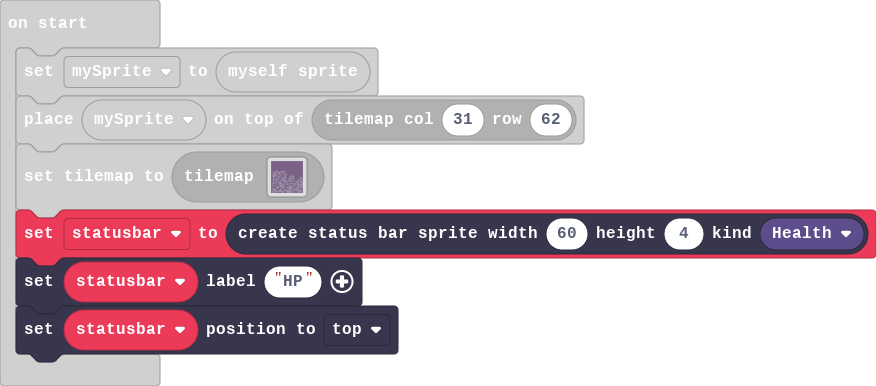 on start
set mySprite to myself sprite
place mySprite on top of tilemap col 31 row 62
set tilemap to tilemap
set statusbar to create status bar sprite width 60 height 4 kind Health
set statusbar label "HP"
set statusbar position to top